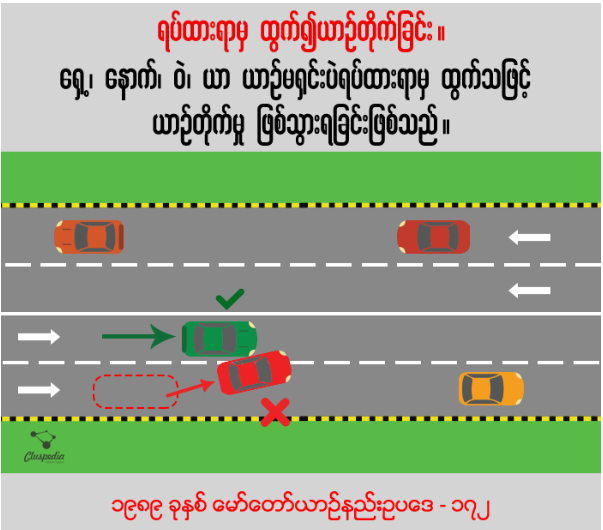 ရပ်ထားရာမှ ထွက်၍ယာဉ်တိုက်ခြင်း။
ရှေ့၊ နောက်၊ ဝဲ၊ ယာ ယာဉ်မရှင်းပဲရပ်ထားရာမှ ထွက်သဖြင့်
ယာဉ်တိုက်မှု ဖြစ်သွားရခြင်းဖြစ်သည်။
Cluspedia
၁၉၈၉ ခုနှစ် မော်တော်ယာဉ်နည်းဥပဒေ - ၁၇၂